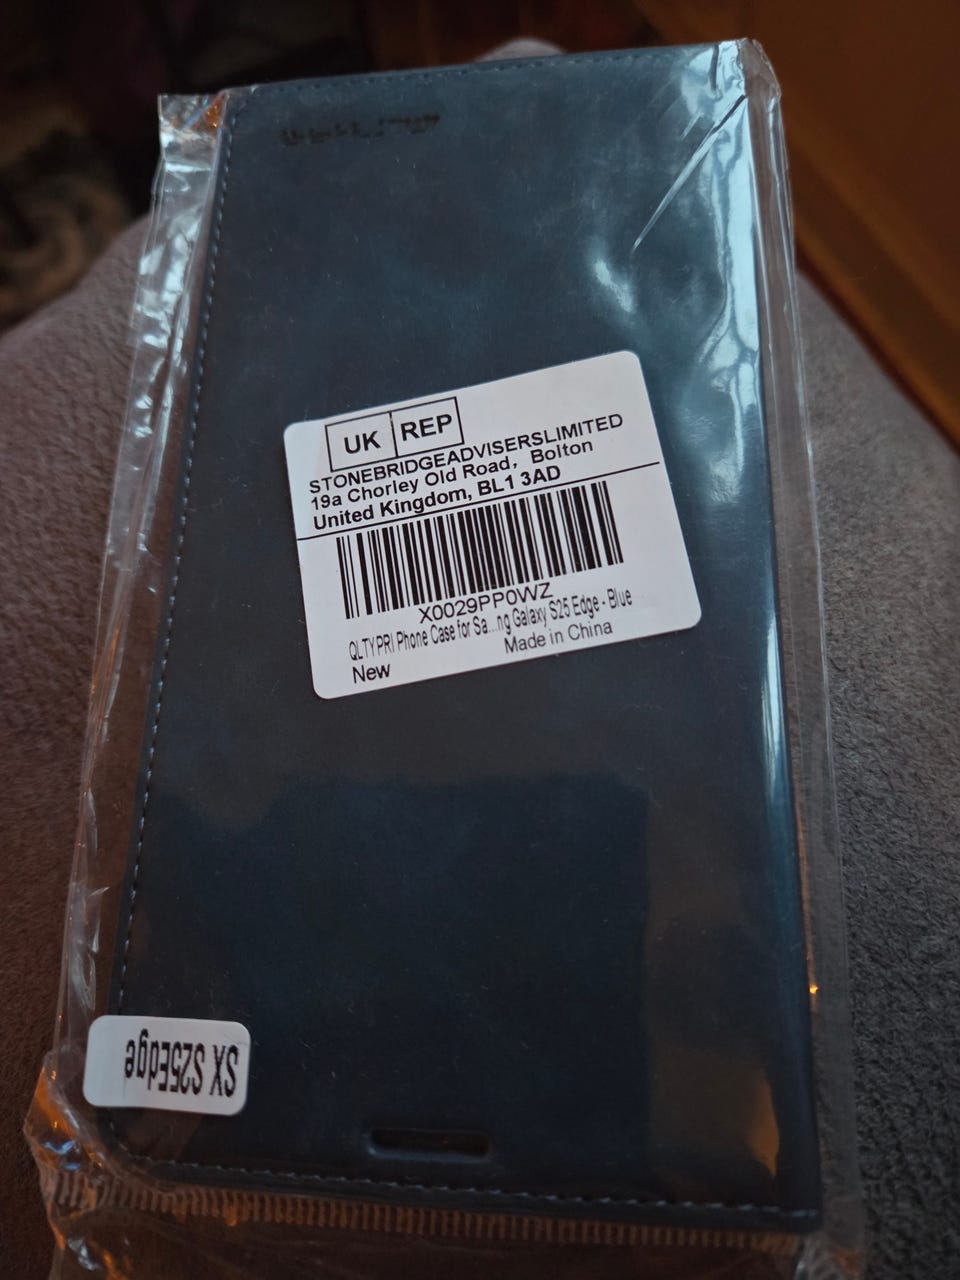 UK REP
STONEBRIDGEADVISERSLIMITED
19a Chorley Old Road, Bolton
United Kingdom, BL1 3AD
X0029PP0WZ
QLTYPRI Phone Case for Sa...ng Galaxy S25 Edge - Blue
New
Made in China
SX S25Edge